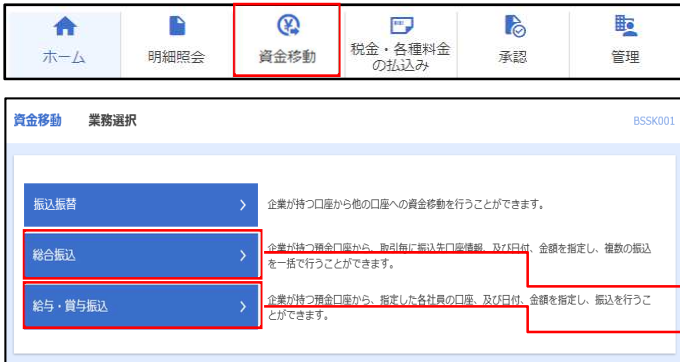 ホーム
明細照会
資金移動
税金・各種料金
の払込み
承認
管理
資金移動 業務選択 BSSK001
振込振替
企業が持つ口座から他の口座への資金移動を行うことができます。
総合振込
企業が持つ預金口座から、取引毎に振込先口座情報、及び日付、金額を指定し、複数の振込
を一括で行うことができます。
給与・賞与振込
企業が持つ預金口座から、指定した各社員の口座、及び日付、金額を指定し、振込を行うこ
とができます。